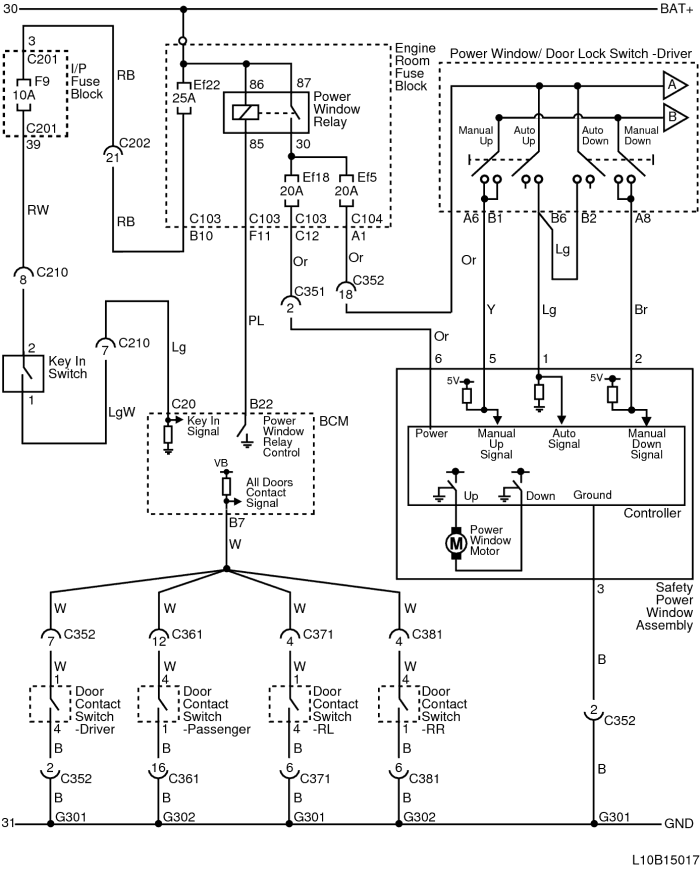 30
BAT+
3
C201
F9
10A
C201
39
I/P
Fuse
Block
RB
C202
21
RB
Ef22
25A
86
87
Power
Window
Relay
85
30
Ef18
20A
Ef5
20A
Engine
Room
Fuse
Block
C103
B10
C103
F11
C103
C12
C104
A1
Power Window/ Door Lock Switch -Driver
A
B
Manual
Up
Auto
Up
Auto
Down
Manual
Down
A6
B1
B6
B2
A8
Lg
Or
Or
Or
C351
2
C352
18
RW
C210
8
2
Key In
Switch
1
C210
7
LgW
Lg
PL
Y
Lg
Br
Or
6
5
1
2
C20
Key In
Signal
B22
Power
Window
Relay
Control
BCM
VB
All Doors
Contact
Signal
B7
W
5V
5V
Power
Manual
Up
Signal
Auto
Signal
Manual
Down
Signal
Up
Down
Ground
Controller
M
Power
Window
Motor
3
Safety
Power
Window
Assembly
B
2
C352
B
W
W
W
W
C352
7
C361
12
C371
4
C381
4
W
W
W
W
1
4
1
4
Door
Contact
Switch
-Driver
Door
Contact
Switch
-Passenger
Door
Contact
Switch
-RL
Door
Contact
Switch
-RR
4
1
4
1
B
B
B
B
2
C352
16
C361
6
C371
6
C381
B
B
B
B
G301
G302
G301
G302
G301
31
GND
L10B15017